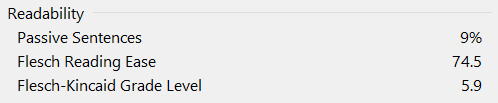 Readability
Passive Sentences 9%
Flesch Reading Ease 74.5
Flesch-Kincaid Grade Level 5.9